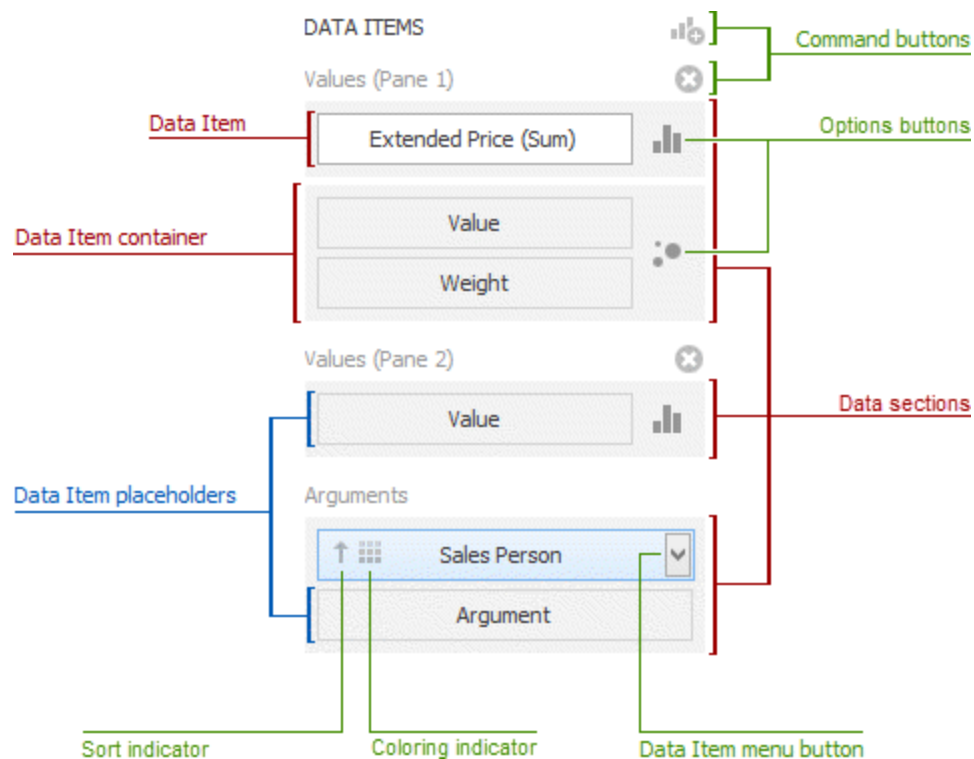 DATA ITEMS
Command buttons
Values (Pane 1)
Data Item
Extended Price (Sum)
Options buttons
Value
Data Item container
Weight
Values (Pane 2)
Value
Data sections
Data Item placeholders
Arguments
Sales Person
Argument
Sort indicator
Coloring indicator
Data Item menu button